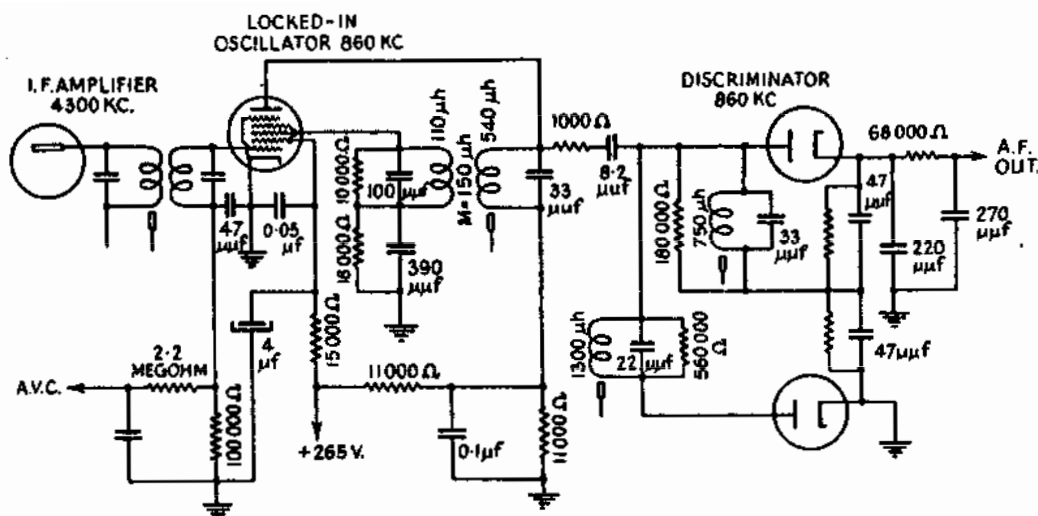 LOCKED-IN
OSCILLATOR 860 KC
I.F. AMPLIFIER
4300 KC.
DISCRIMINATOR
860 KC
110 μh
540 μh
M=150 μh
1000 Ω
8·2
μμf
68 000 Ω
A.F.
OUT.
10 000 Ω
100
μμf
33
μμf
47
μμf
0·05
μf
18 000 Ω
390
μμf
180 000 Ω
750 μh
33
μμf
47
μμf
220
μμf
270
μμf
4
μf
15 000 Ω
1300 μh
22
μμf
560 000
Ω
47 μμf
2·2
MEGOHM
A.V.C.
100 000 Ω
11 000 Ω
+265 V.
0·1 μf
11 000 Ω